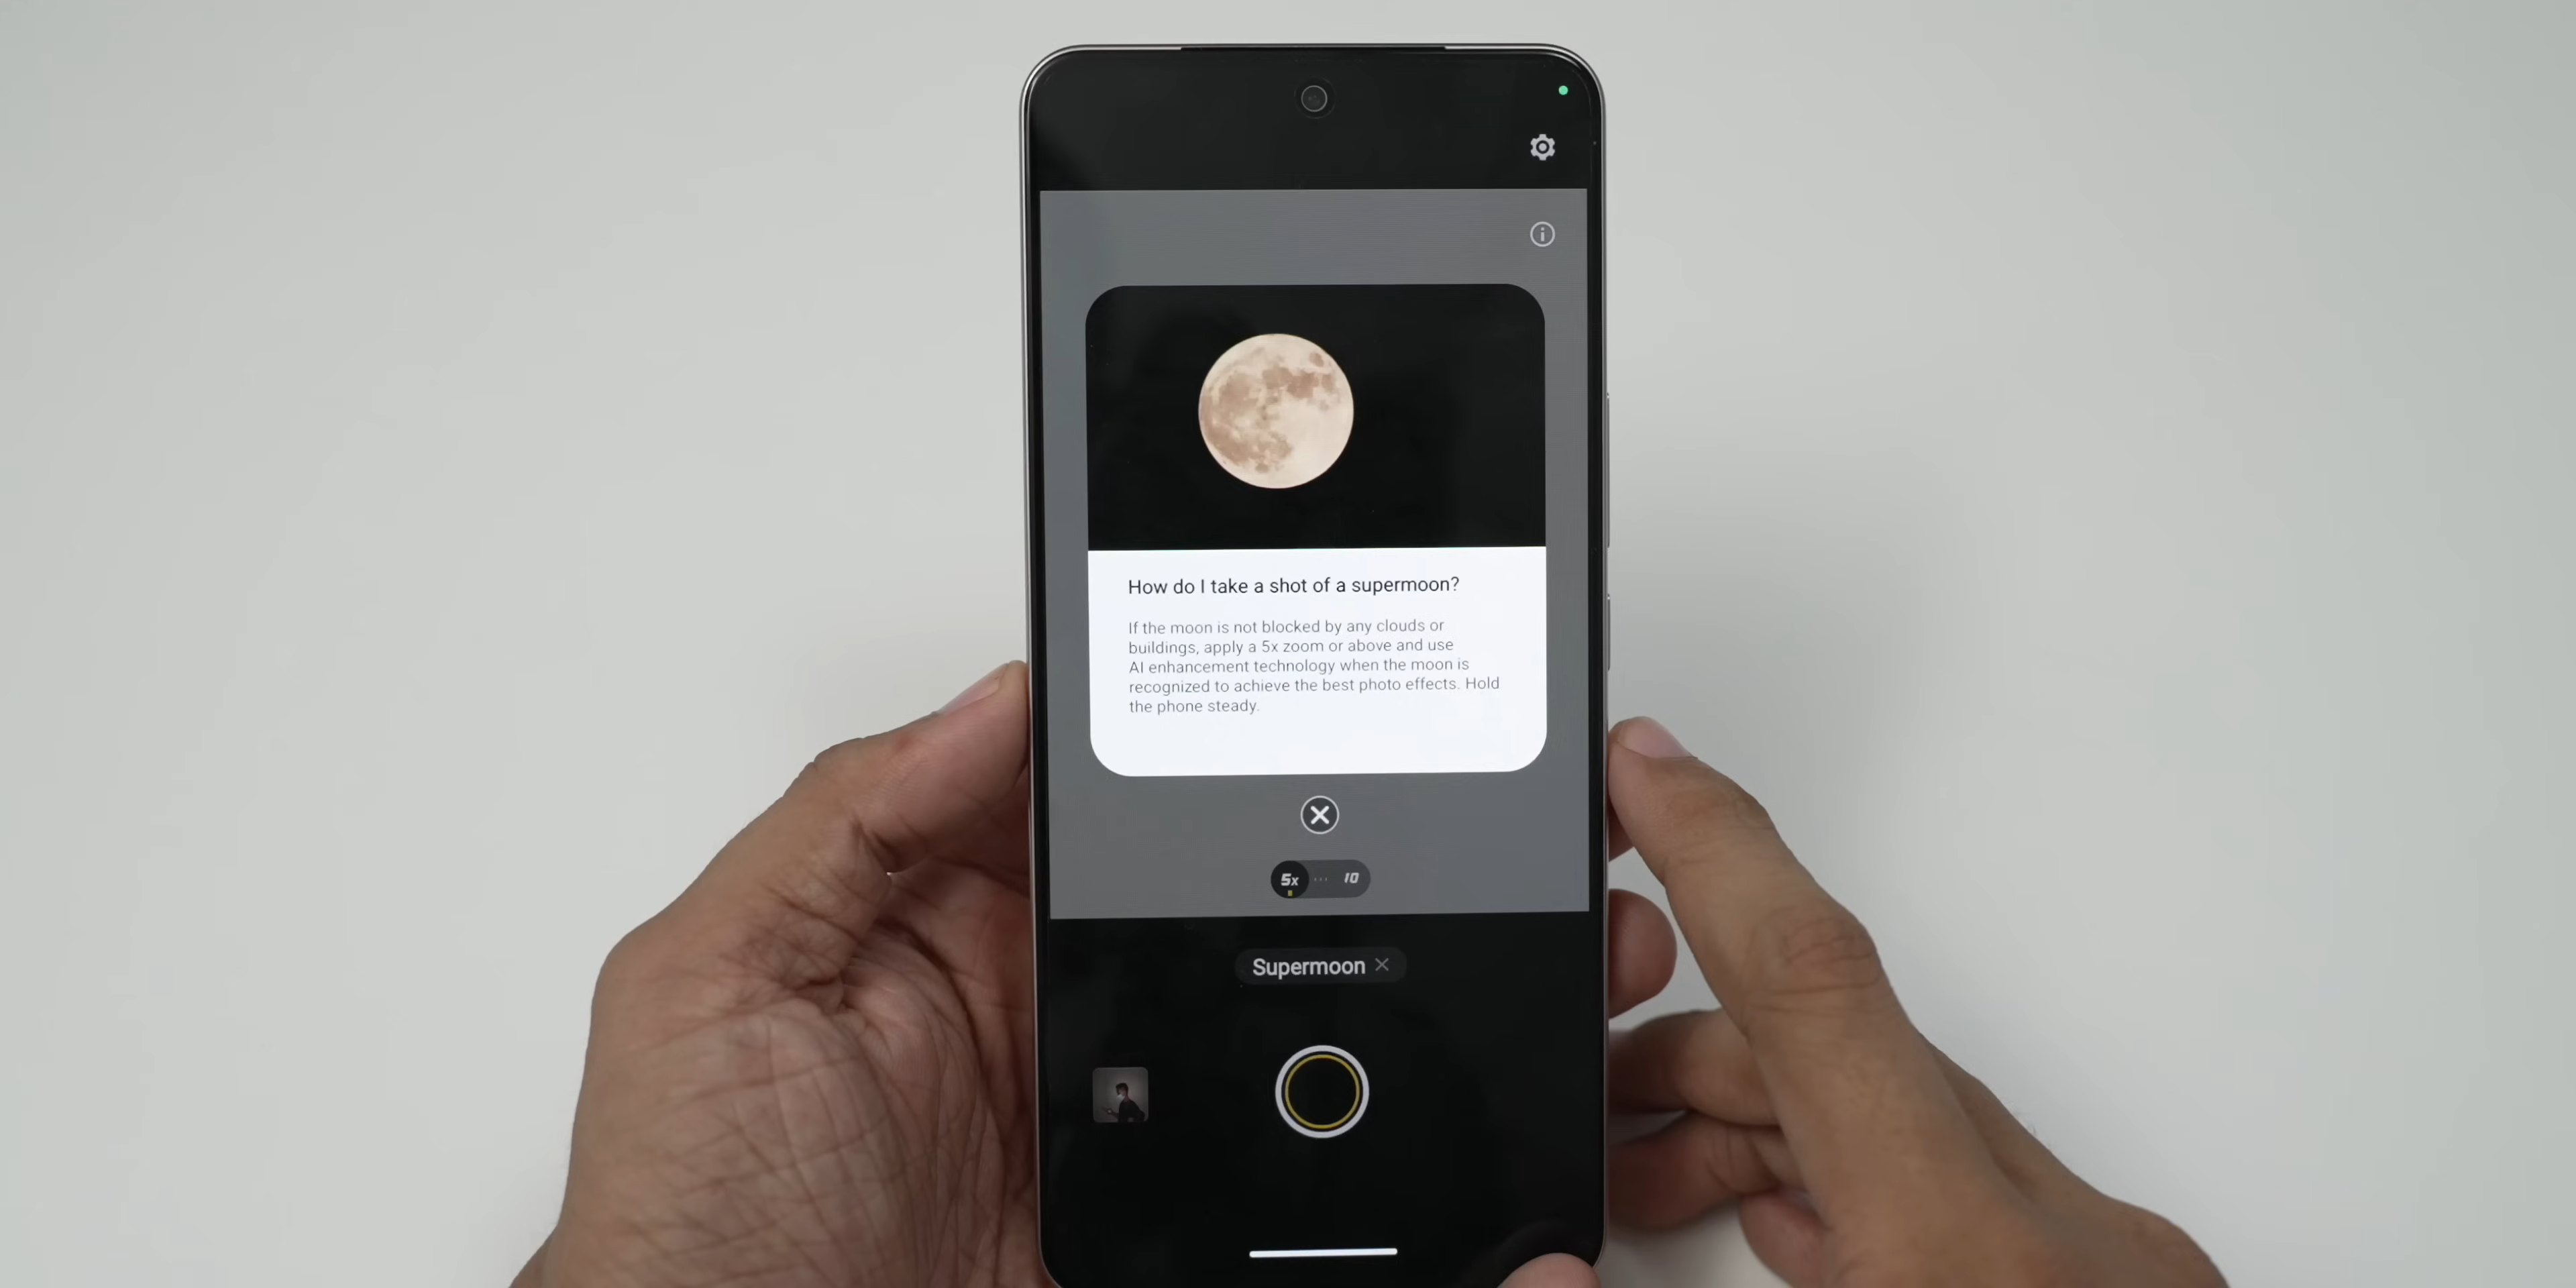 How do I take a shot of a supermoon?
If the moon is not blocked by any clouds or
buildings, apply a 5x zoom or above and use
AI enhancement technology when the moon is
recognized to achieve the best photo effects. Hold
the phone steady.
5x ··· 10
Supermoon